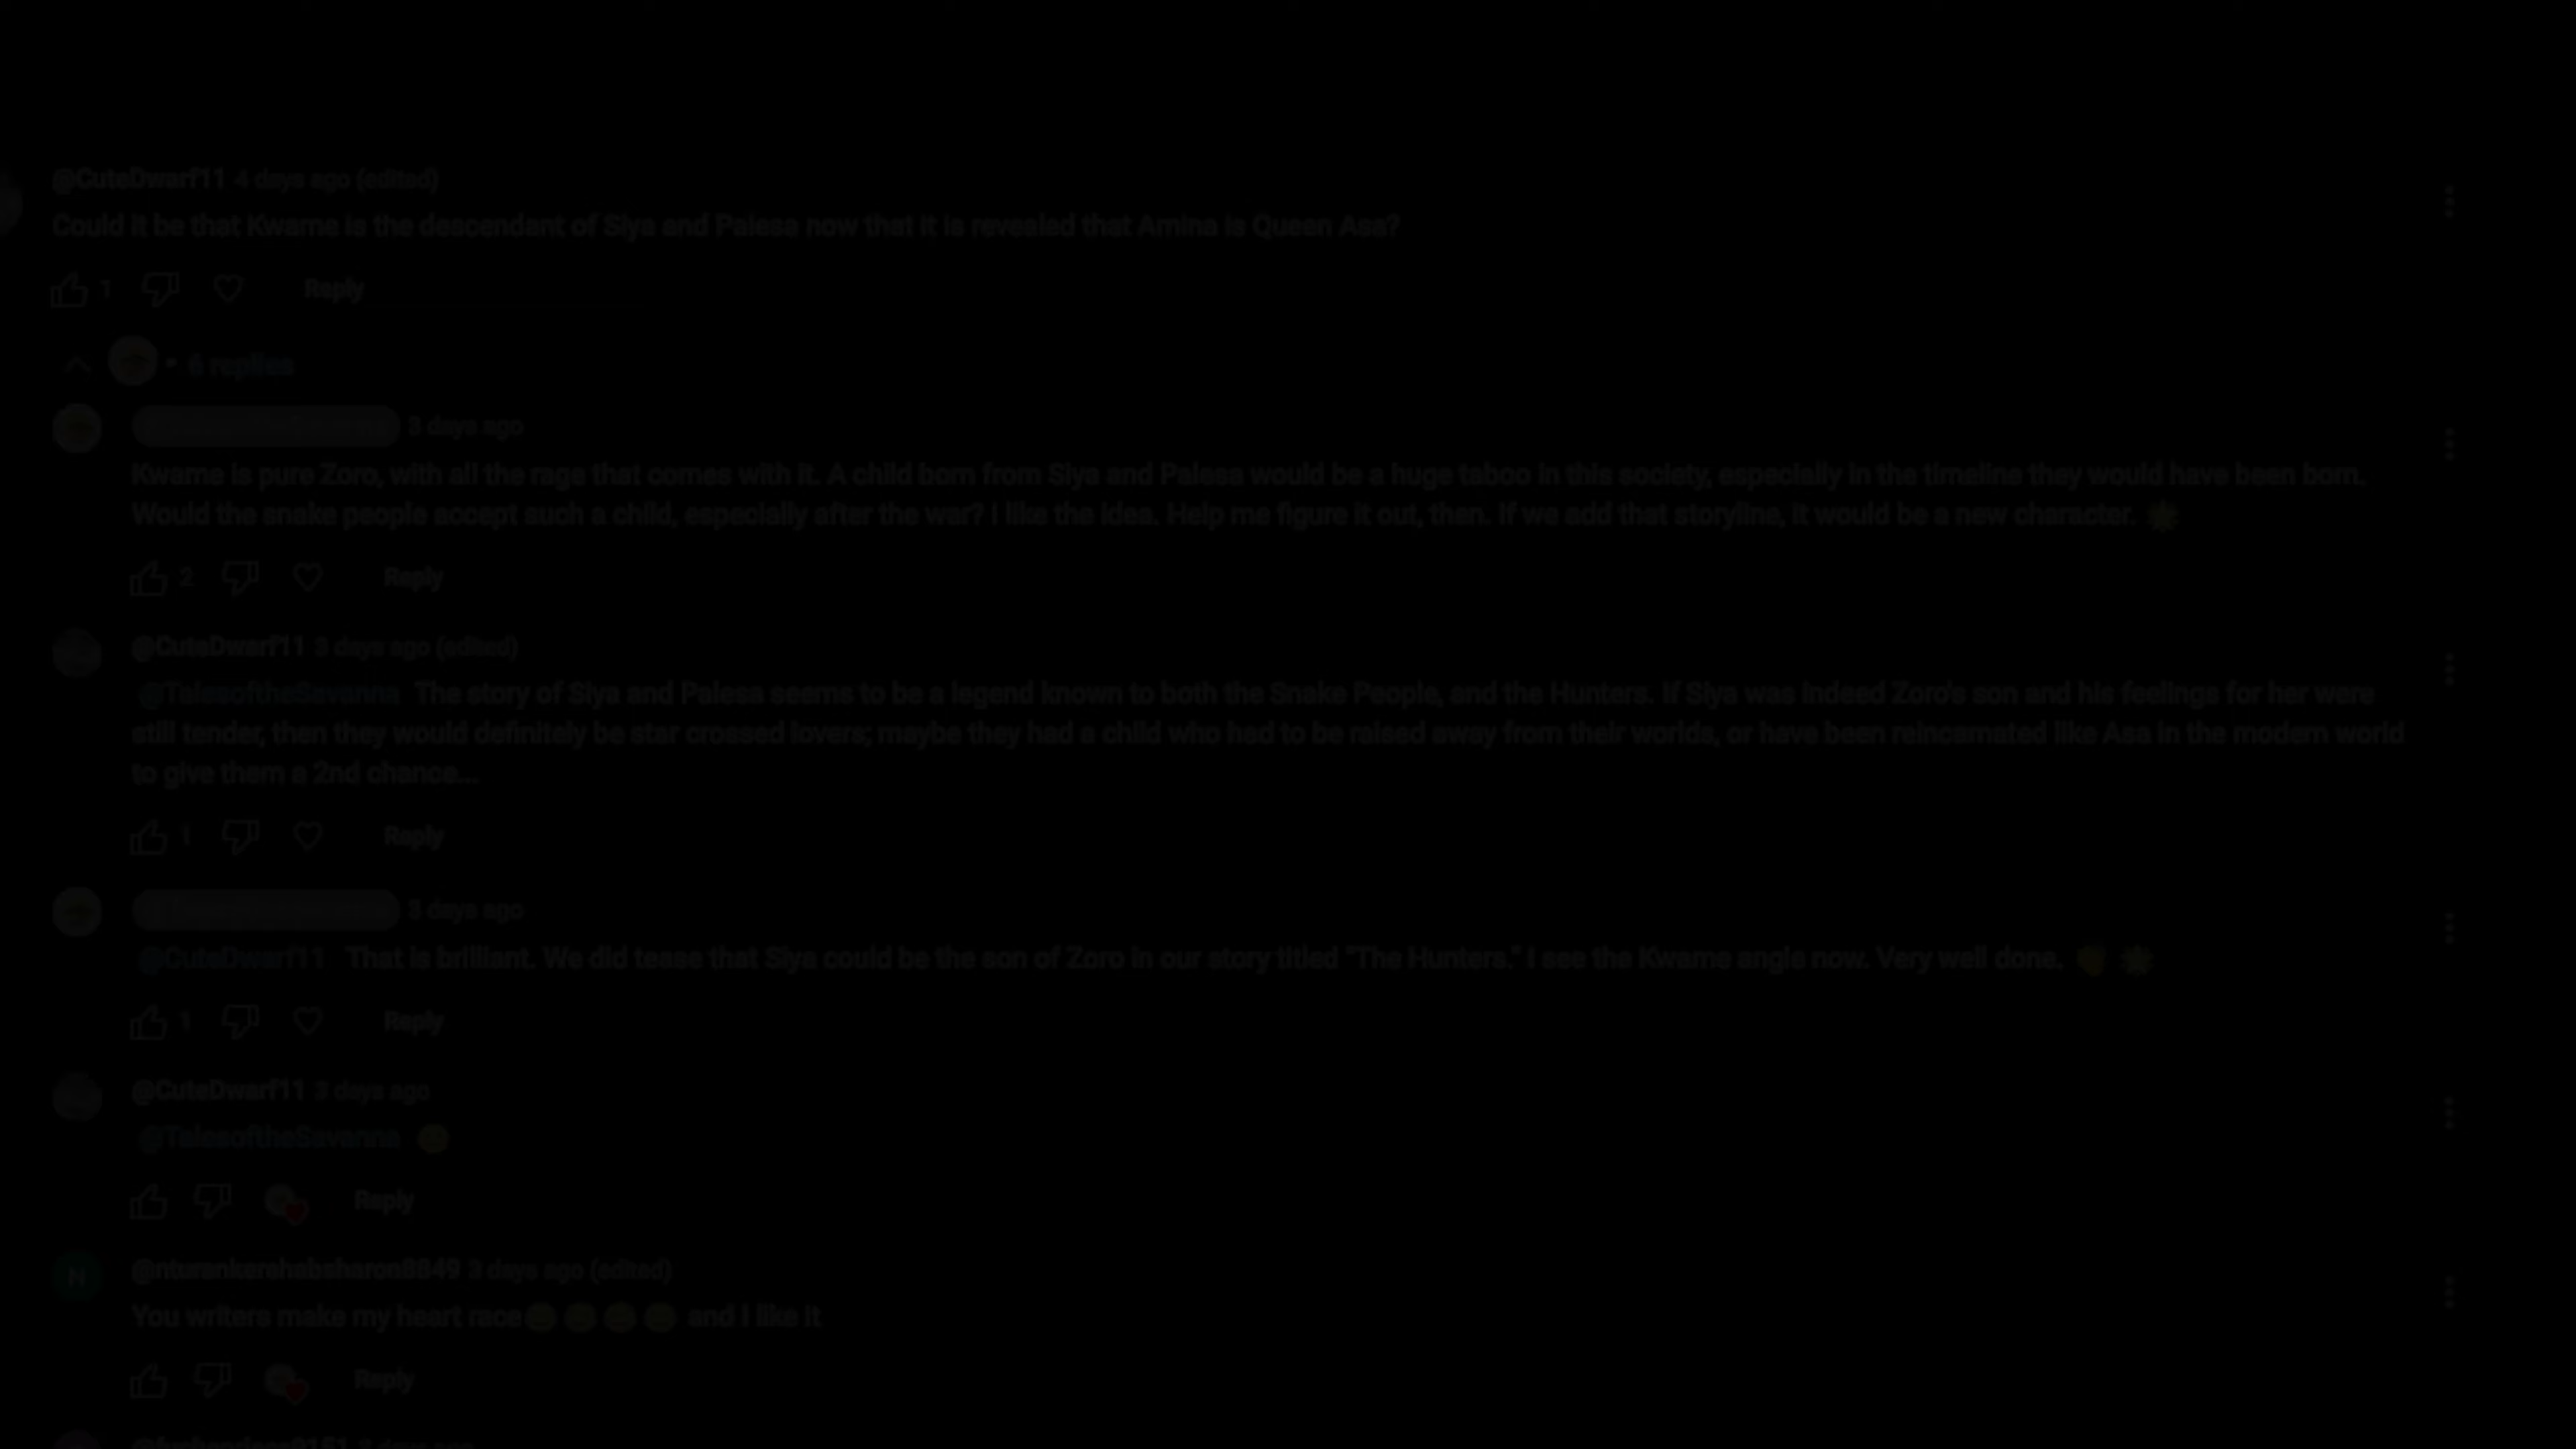 @CuteDwarf11 4 days ago (edited)
Could it be that Kwame is the descendant of Siya and Palesa now that it is revealed that Amina is Queen Asa?
1 Reply
6 replies
3 days ago
Kwame is pure Zoro, with all the rage that comes with it. A child born from Siya and Palesa would be a huge taboo in this society, especially in the timeline they would have been born.
Would the snake people accept such a child, especially after the war? I like the idea. Help me figure it out, then. If we add that storyline, it would be a new character.
2 Reply
@CuteDwarf11 3 days ago (edited)
@TalesoftheSavanna The story of Siya and Palesa seems to be a legend known to both the Snake People, and the Hunters. If Siya was indeed Zoro's son and his feelings for her were
still tender, then they would definitely be star crossed lovers; maybe they had a child who had to be raised away from their worlds, or have been reincarnated like Asa in the modern world
to give them a 2nd chance...
1 Reply
3 days ago
@CuteDwarf11 That is brilliant. We did tease that Siya could be the son of Zoro in our story titled "The Hunters." I see the Kwame angle now. Very well done.
1 Reply
@CuteDwarf11 3 days ago
@TalesoftheSavanna
Reply
3 days ago (edited)
You writers make my heart race and I like it
Reply